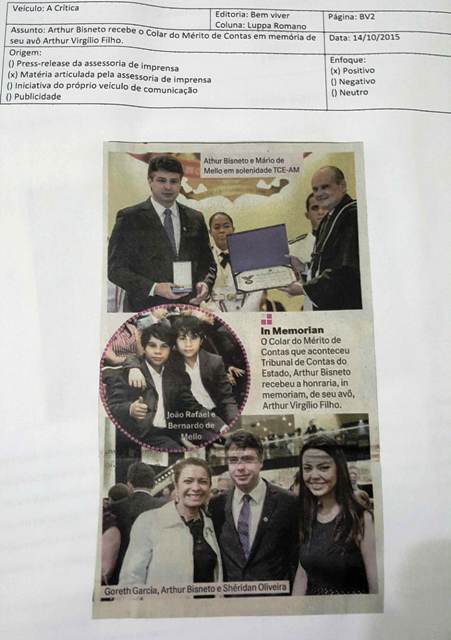 Veículo: A Crítica
Editoria: Bem viver
Coluna: Luppa Romano
Página: BV2
Assunto: Arthur Bisneto recebe o Colar do Mérito de Contas em memória de
seu avô Arthur Virgílio Filho.
Data: 14/10/2015
Origem:
() Press-release da assessoria de imprensa
(x) Matéria articulada pela assessoria de imprensa
() Iniciativa do próprio veículo de comunicação
() Publicidade
Enfoque:
(x) Positivo
() Negativo
() Neutro
Athur Bisneto e Mário de
Mello em solenidade TCE-AM
In Memorian
O Colar do Mérito de
Contas que aconteceu
Tribunal de Contas do
Estado, Arthur Bisneto
recebeu a honraria, in
memoriam, de seu avô,
Arthur Virgílio Filho.
João Rafael e
Bernardo de
Mello
Goreth Garcia, Arthur Bisneto e Shéridan Oliveira